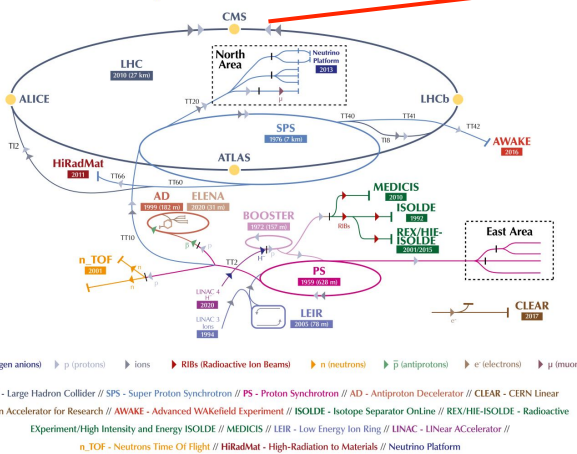 CMS
North Area
Neutrino Platform
2013
LHC
2010 (27 km)
μ
ALICE
LHCb
TT20
TT40
TT41
SPS
1976 (7 km)
TI8
TT42
AWAKE
2016
TI2
ATLAS
HiRadMat
2011
TT66
TT60
AD
1999 (182 m)
ELENA
2020 (31 m)
MEDICIS
2010
ISOLDE
1992
BOOSTER
1972 (157 m)
RIBs
REX/HIE-
ISOLDE
2001/2015
East Area
TT10
p
p
H-
p
n_TOF
2001
n
p
n
TT2
PS
1959 (628 m)
LINAC 4
H-
2020
LINAC 3
Ions
1994
LEIR
2005 (78 m)
CLEAR
2017
e-
gen anions) p (protons) ions RIBs (Radioactive Ion Beams) n (neutrons) p̅ (antiprotons) e- (electrons) μ (muon
- Large Hadron Collider // SPS - Super Proton Synchrotron // PS - Proton Synchrotron // AD - Antiproton Decelerator // CLEAR - CERN Linear
n Accelerator for Research // AWAKE - Advanced WAKefield Experiment // ISOLDE - Isotope Separator OnLine // REX/HIE-ISOLDE - Radioactive
EXperiment/High Intensity and Energy ISOLDE // MEDICIS // LEIR - Low Energy Ion Ring // LINAC - LINear ACcelerator //
n_TOF - Neutrons Time Of Flight // HiRadMat - High-Radiation to Materials // Neutrino Platform